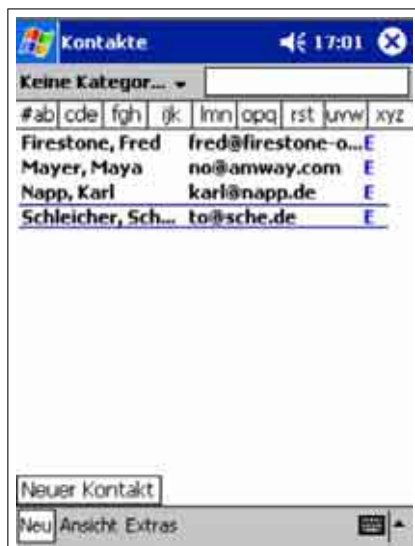 Kontakte 17:01
Keine Kategor...
#ab cde fgh ijk lmn opq rst uvw xyz
Firestone, Fred fred@firestone-o... E
Mayer, Maya no@amway.com E
Napp, Karl karl@napp.de E
Schleicher, Sch... to@sche.de E
Neuer Kontakt
Neu Ansicht Extras